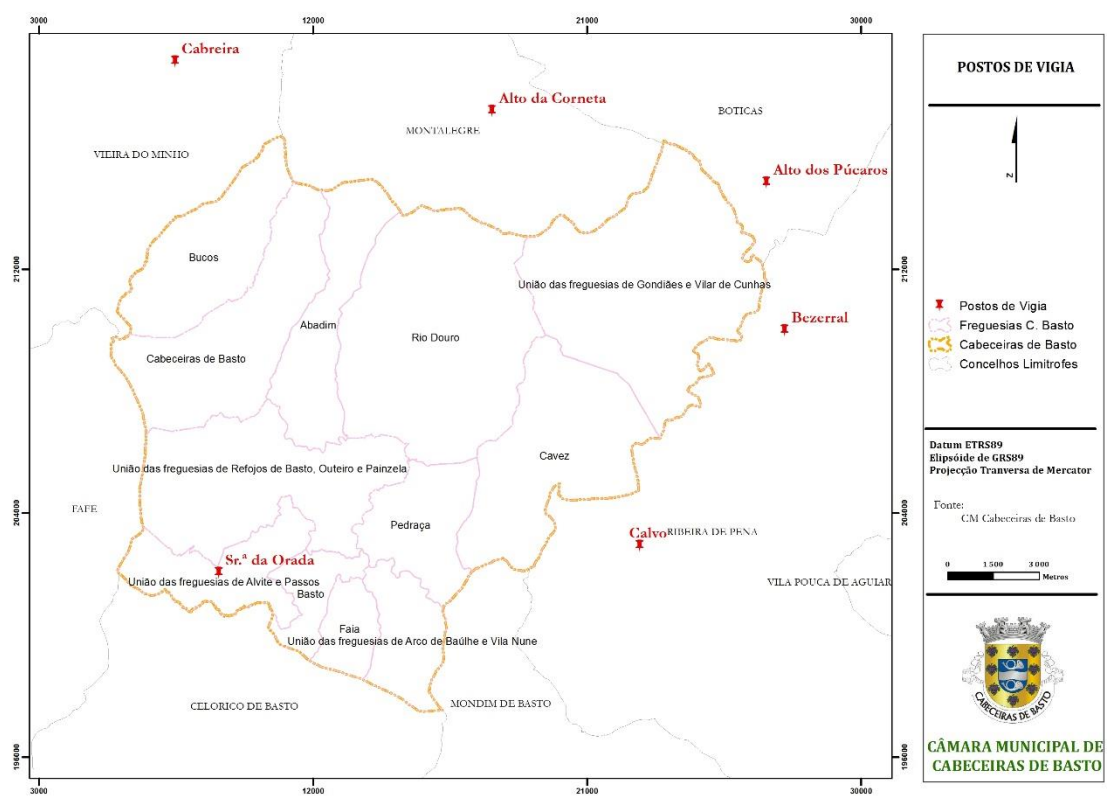 3000 12000 21000 30000
Cabreira
Alto da Corneta
BOTICAS
MONTALEGRE
VIEIRA DO MINHO
Alto dos Púcaros
212000 212000
Bucos
União das freguesias de Gondiães e Vilar de Cunhas
Bezerral
Abadim
Rio Douro
Cabeceiras de Basto
Cavez
União das freguesias de Refojos de Basto, Outeiro e Painzela
FAFE
204000 204000
Pedraça
Calvo
RIBEIRA DE PENA
Sr.ª da Orada
União das freguesias de Alvite e Passos
VILA POUCA DE AGUIAR
Basto
Faia
União das freguesias de Arco de Baúlhe e Vila Nune
CELORICO DE BASTO
MONDIM DE BASTO
196000 196000
3000 12000 21000 30000
POSTOS DE VIGIA
N
Postos de Vigia
Freguesias C. Basto
Cabeceiras de Basto
Concelhos Limitrofes
Datum ETRS89
Elipsóide de GRS89
Projecção Tranversa de Mercator
Fonte:
CM Cabeceiras de Basto
0 1 500 3 000
Metros
CABECEIRAS DE BASTO
CÂMARA MUNICIPAL DE
CABECEIRAS DE BASTO